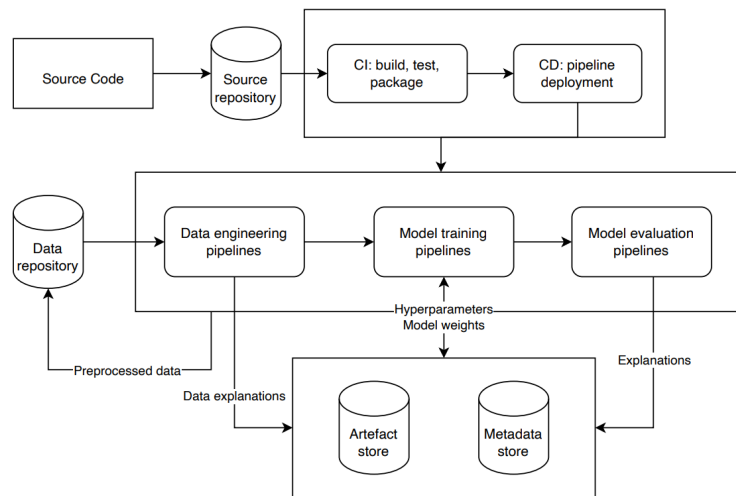 Source Code
Source
repository
CI: build, test,
package
CD: pipeline
deployment
Data
repository
Data engineering
pipelines
Model training
pipelines
Model evaluation
pipelines
Hyperparameters
Model weights
Preprocessed data
Data explanations
Explanations
Artefact
store
Metadata
store